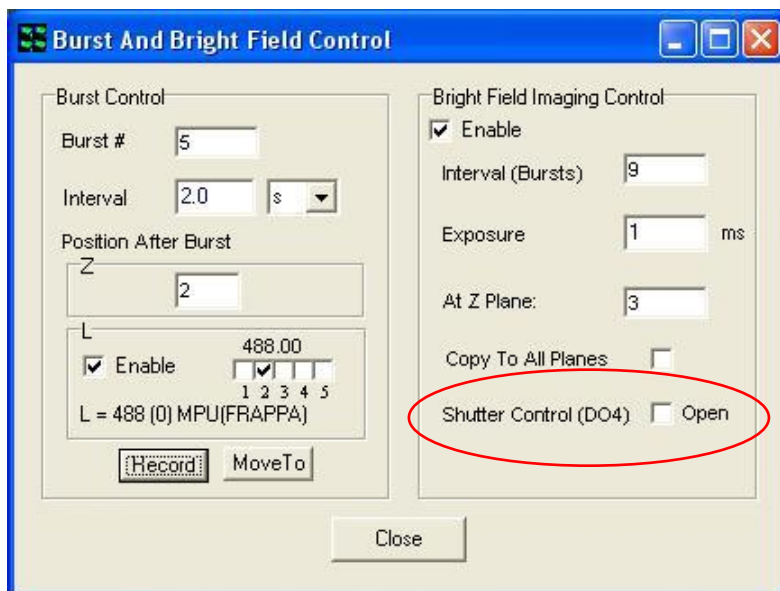 Burst And Bright Field Control
Burst Control
Burst # 5
Interval 2.0 s
Position After Burst
Z
2
L
488.00
Enable
1 2 3 4 5
L = 488 (0) MPU(FRAPPA)
Record MoveTo
Bright Field Imaging Control
Enable
Interval (Bursts) 9
Exposure 1 ms
At Z Plane: 3
Copy To All Planes
Shutter Control (DO4) Open
Close